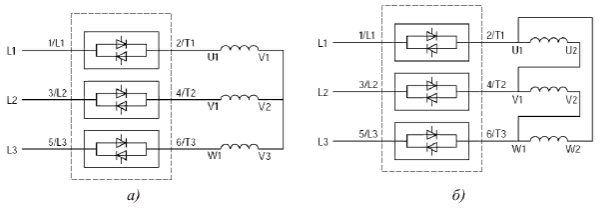 L1 1/L1 2/T1 U1 V1
L2 3/L2 4/T2 V1 V2
L3 5/L3 6/T3 W1 V3
а)
L1 1/L1 2/T1 U1 U2
L2 3/L2 4/T2 V1 V2
L3 5/L3 6/T3 W1 W2
б)